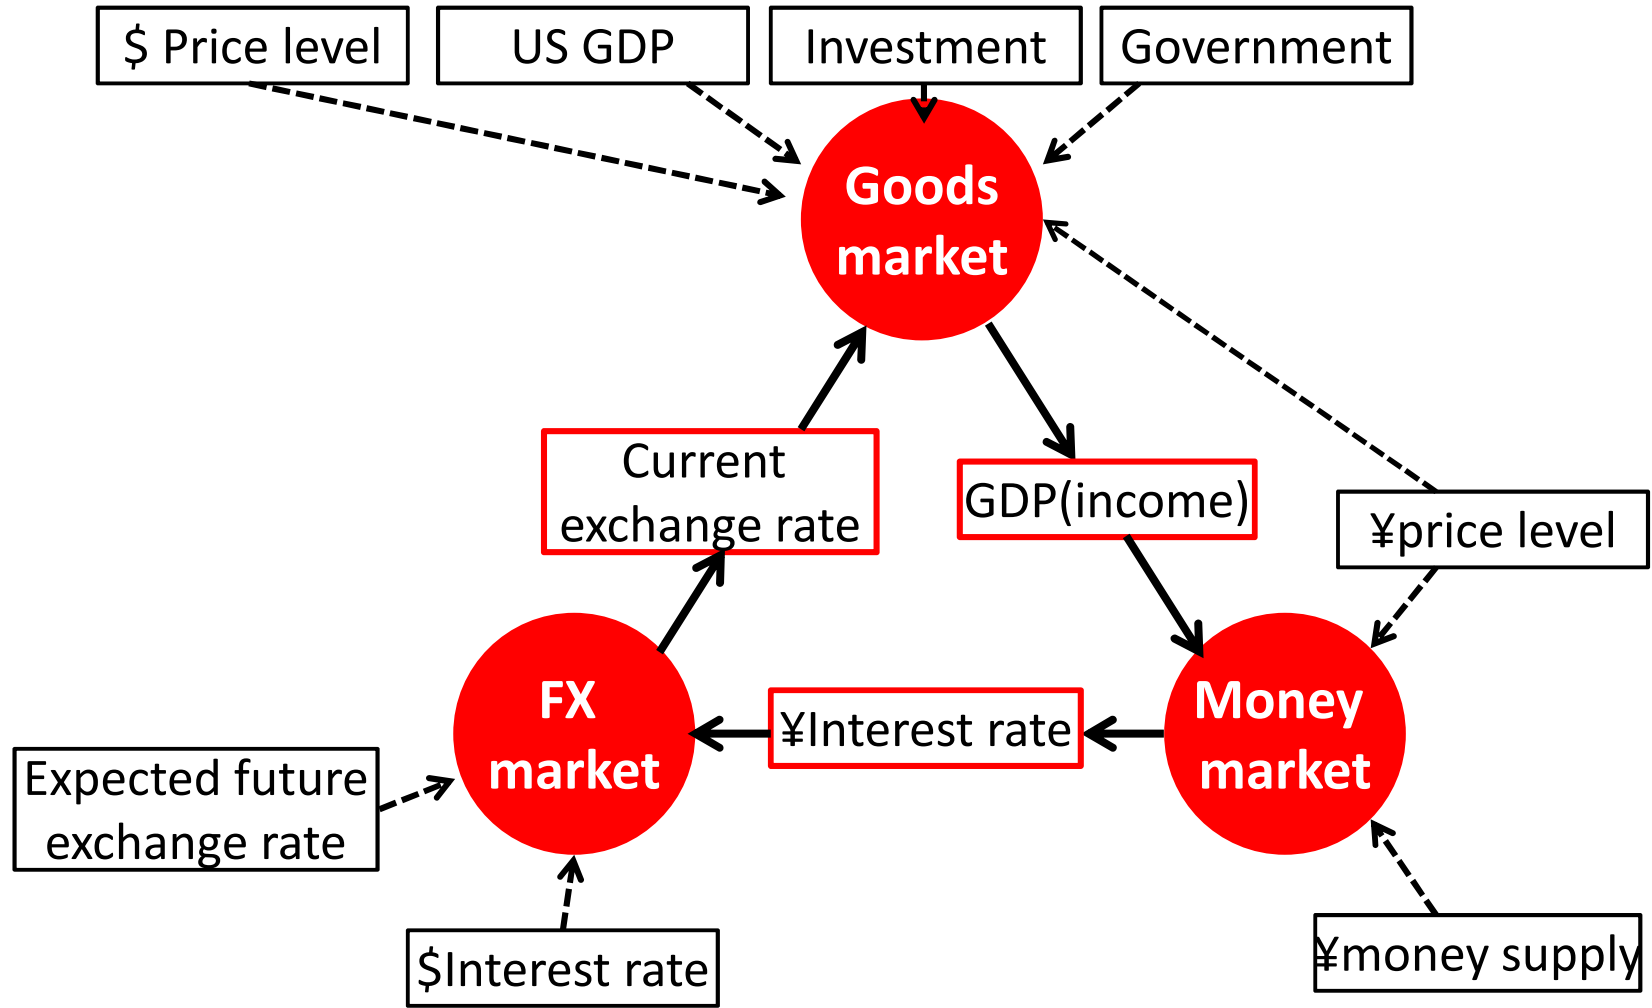 $ Price level
US GDP
Investment
Government
Goods
market
Current
exchange rate
GDP(income)
¥price level
FX
market
¥Interest rate
Money
market
Expected future
exchange rate
$Interest rate
¥money supply